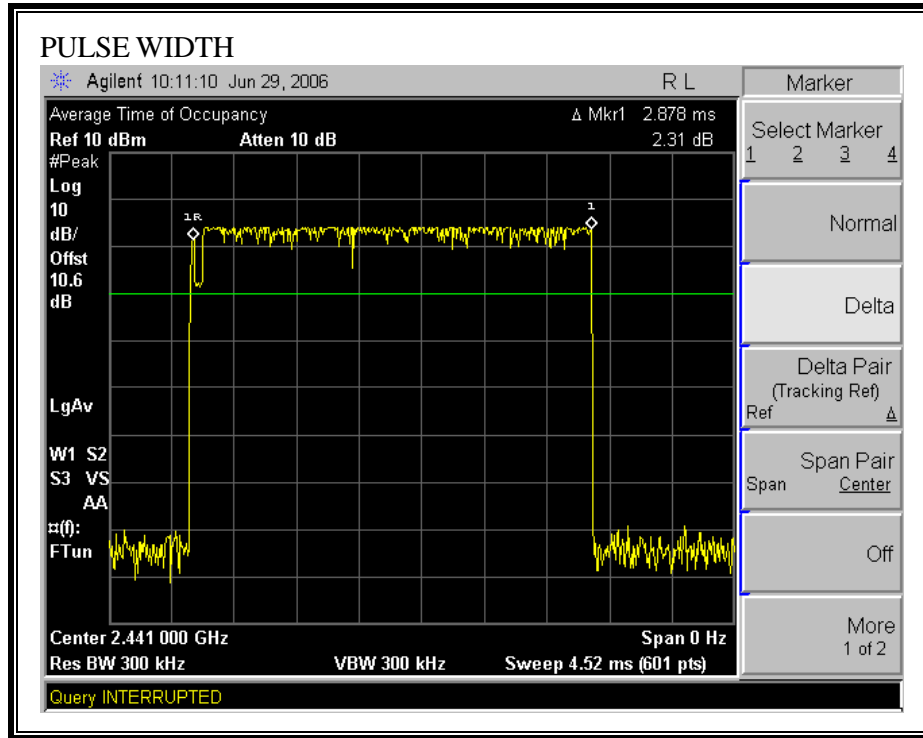 PULSE WIDTH
Agilent 10:11:10 Jun 29, 2006 R L
Average Time of Occupancy Δ Mkr1 2.878 ms
Ref 10 dBm Atten 10 dB 2.31 dB
#Peak
Log
10
dB/
Offst
10.6
dB
LgAv
W1 S2
S3 VS
AA
¤(f):
FTun
1R
1
Center 2.441 000 GHz Span 0 Hz
Res BW 300 kHz VBW 300 kHz Sweep 4.52 ms (601 pts)
Query INTERRUPTED
Marker
Select Marker
1 2 3 4
Normal
Delta
Delta Pair
(Tracking Ref)
Ref Δ
Span Pair
Span Center
Off
More
1 of 2